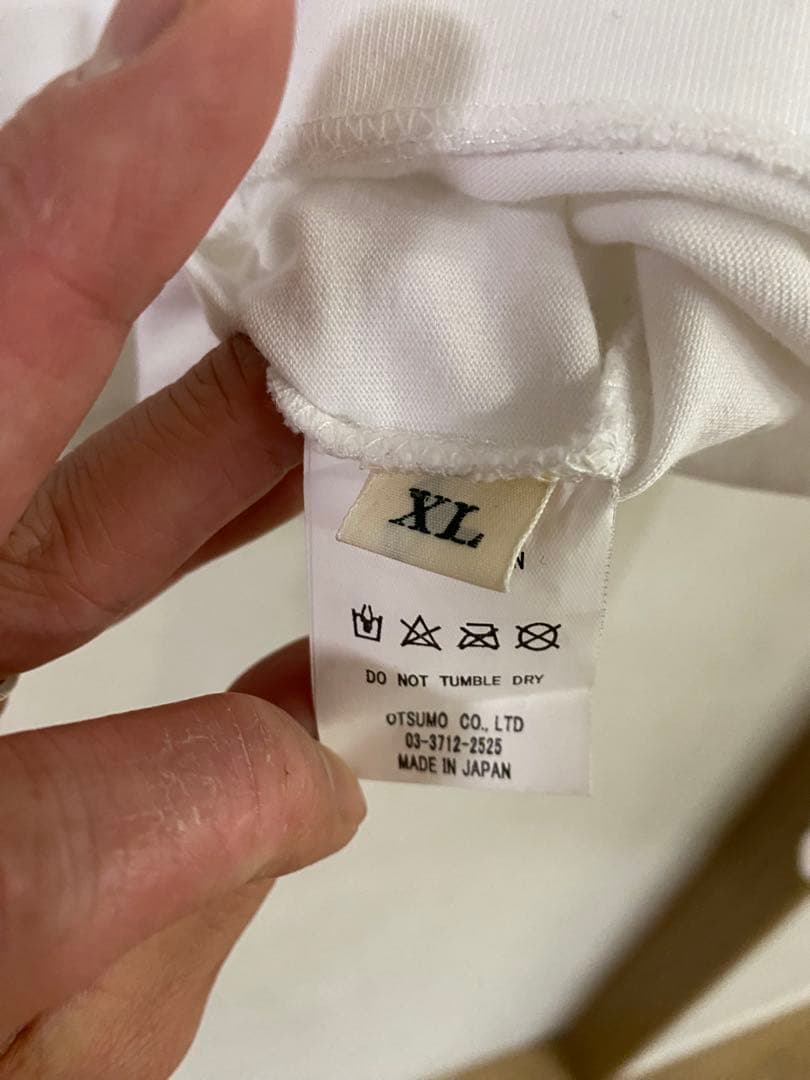 XL
N
DO NOT TUMBLE DRY
OTSUMO CO., LTD
03-3712-2525
MADE IN JAPAN